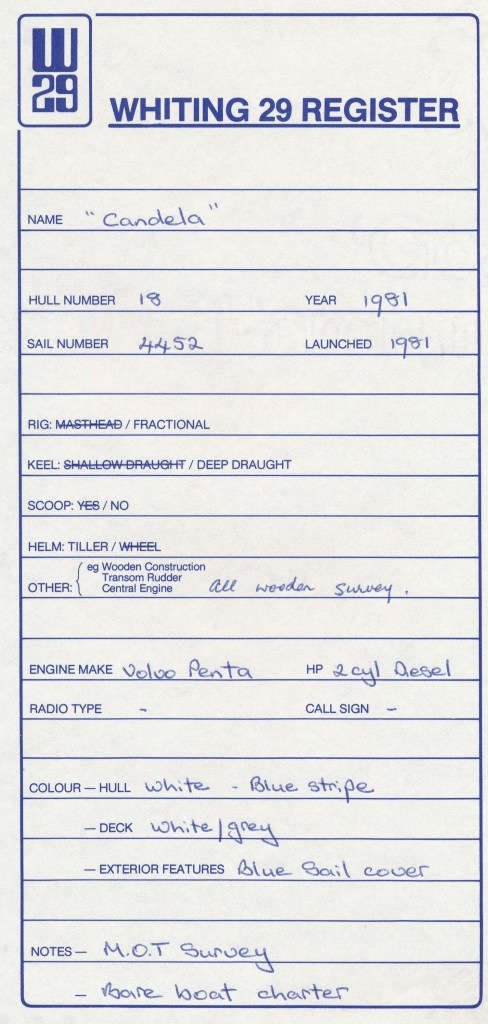 W
29
WHITING 29 REGISTER
NAME "Candela"
HULL NUMBER 18 YEAR 1981
SAIL NUMBER 4452 LAUNCHED 1981
RIG: MASTHEAD / FRACTIONAL
KEEL: SHALLOW DRAUGHT / DEEP DRAUGHT
SCOOP: YES / NO
HELM: TILLER / WHEEL
eg Wooden Construction
Transom Rudder
OTHER: Central Engine all wooden survey.
ENGINE MAKE Volvo Penta HP 2 cyl Diesel
RADIO TYPE - CALL SIGN -
COLOUR — HULL White - Blue stripe
— DECK White/grey
— EXTERIOR FEATURES Blue Sail cover
NOTES — M.O.T Survey
- Bare boat charter